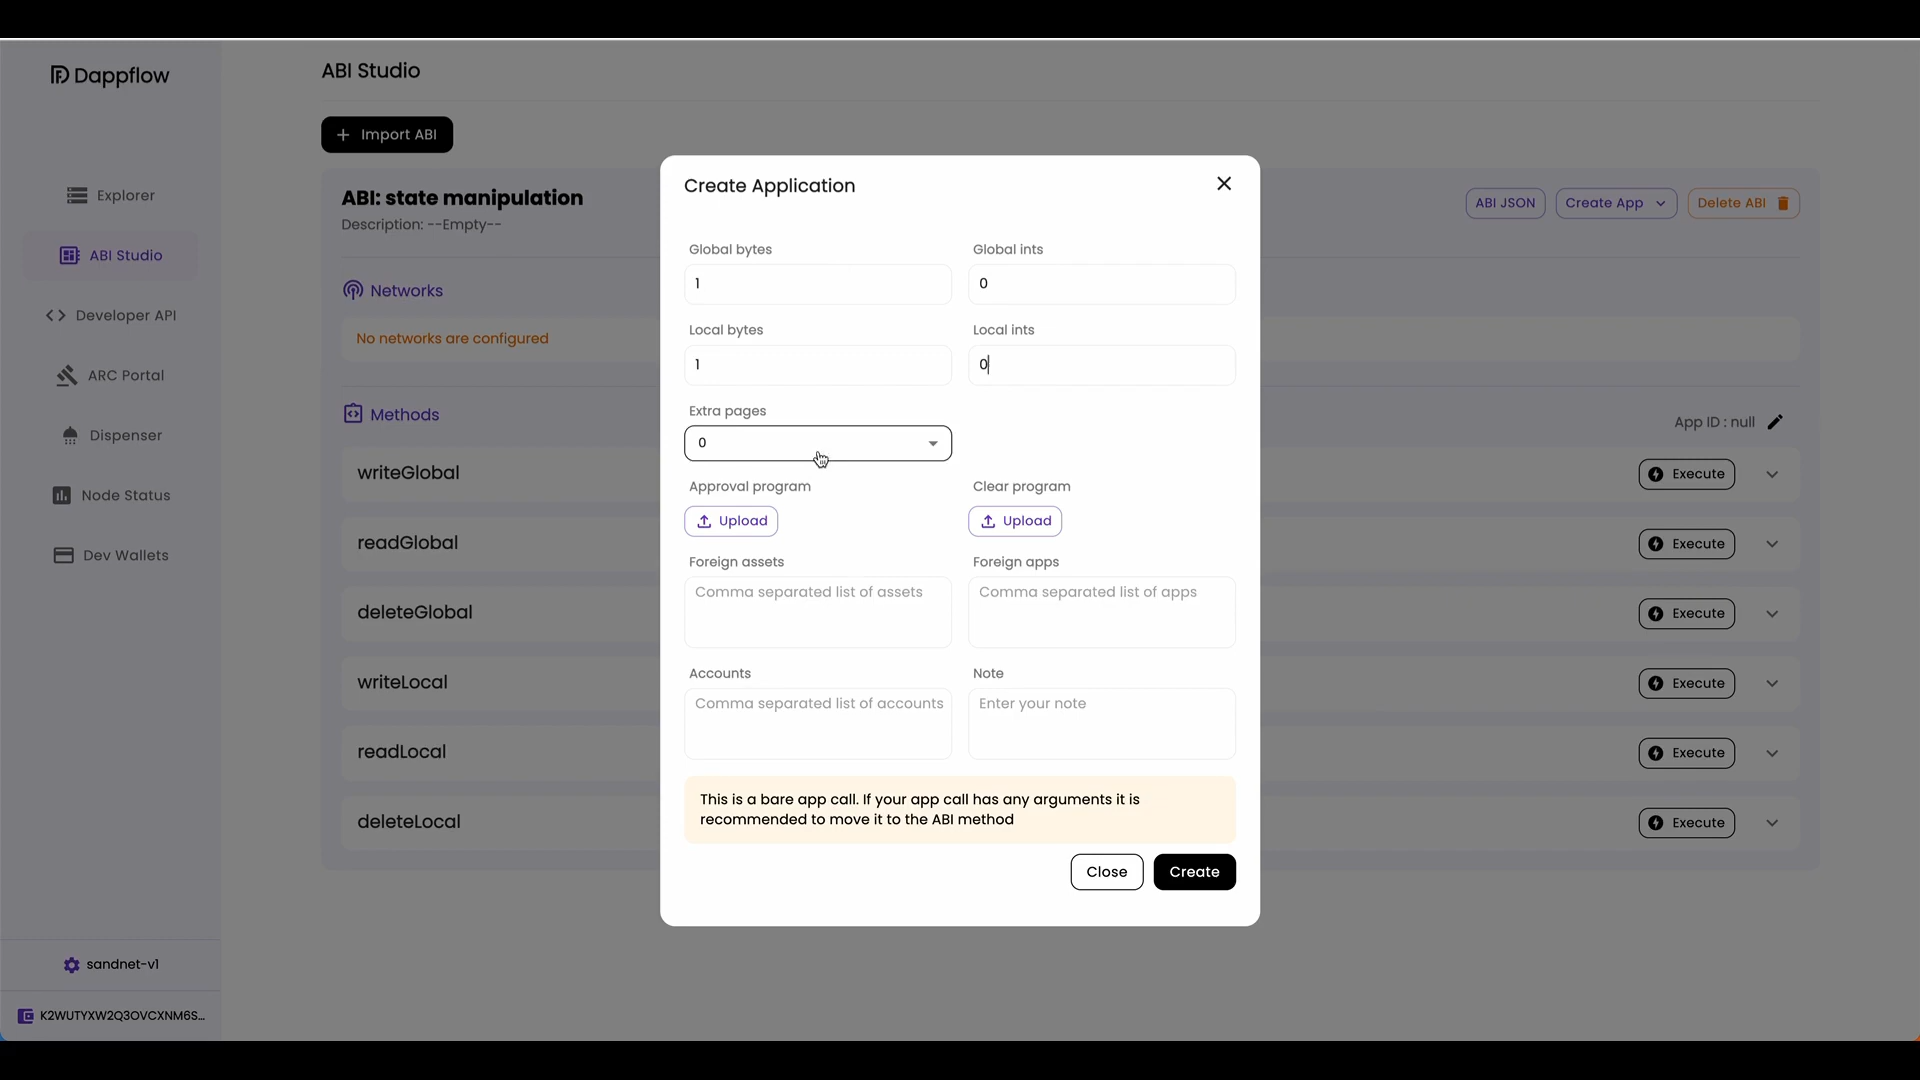 Dappflow
ABI Studio
Import ABI
Explorer
ABI Studio
Developer API
ARC Portal
Dispenser
Node Status
Dev Wallets
sandnet-v1
K2WUTYXW2Q3OVCXNM6S...
ABI: state manipulation
Description: --Empty--
ABI JSON
Create App
Delete ABI
Networks
No networks are configured
Methods
App ID : null
writeGlobal
Execute
readGlobal
Execute
deleteGlobal
Execute
writeLocal
Execute
readLocal
Execute
deleteLocal
Execute
Create Application
Global bytes
Global ints
1
0
Local bytes
Local ints
1
0
Extra pages
0
Approval program
Clear program
Upload
Upload
Foreign assets
Foreign apps
Comma separated list of assets
Comma separated list of apps
Accounts
Note
Comma separated list of accounts
Enter your note
This is a bare app call. If your app call has any arguments it is
recommended to move it to the ABI method
Close
Create